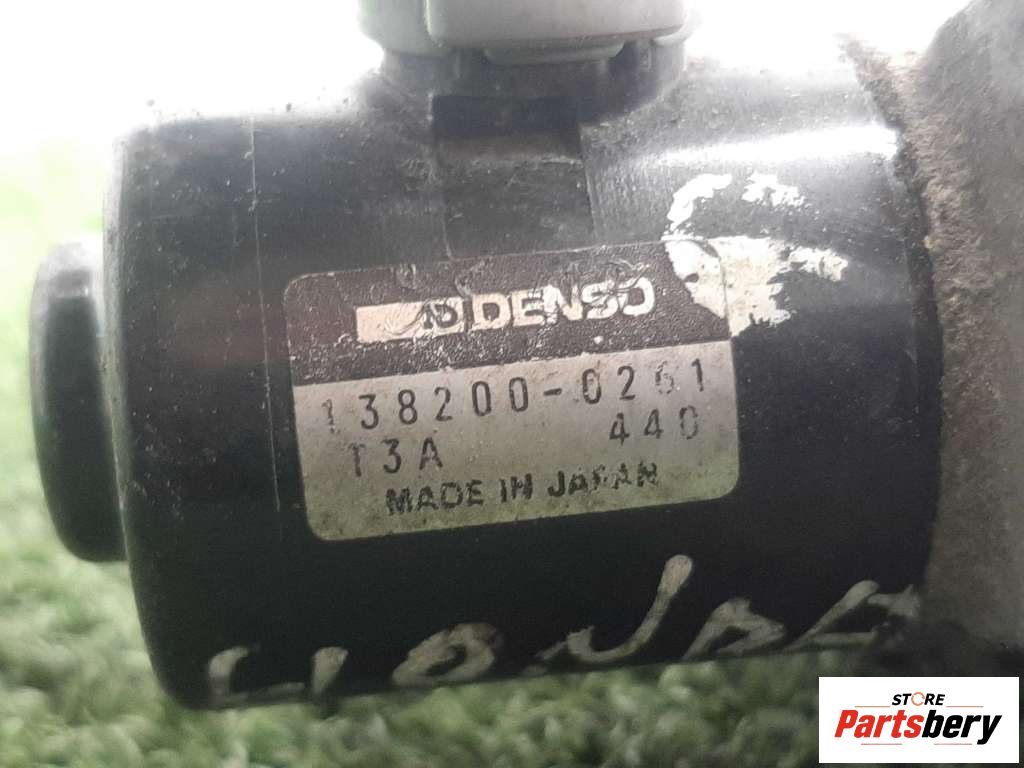 DENSO
138200-0261
T3A 440
MADE IN JAPAN
STORE
Partsbery